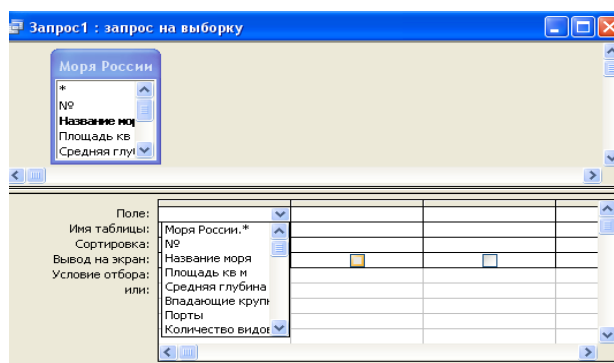 Запрос1 : запрос на выборку
Моря России
*
№
Название мор
Площадь кв
Средняя глу
Поле:
Имя таблицы:
Сортировка:
Вывод на экран:
Условие отбора:
или:
Моря России.*
№
Название моря
Площадь кв м
Средняя глубина
Впадающие круп
Порты
Количество видов